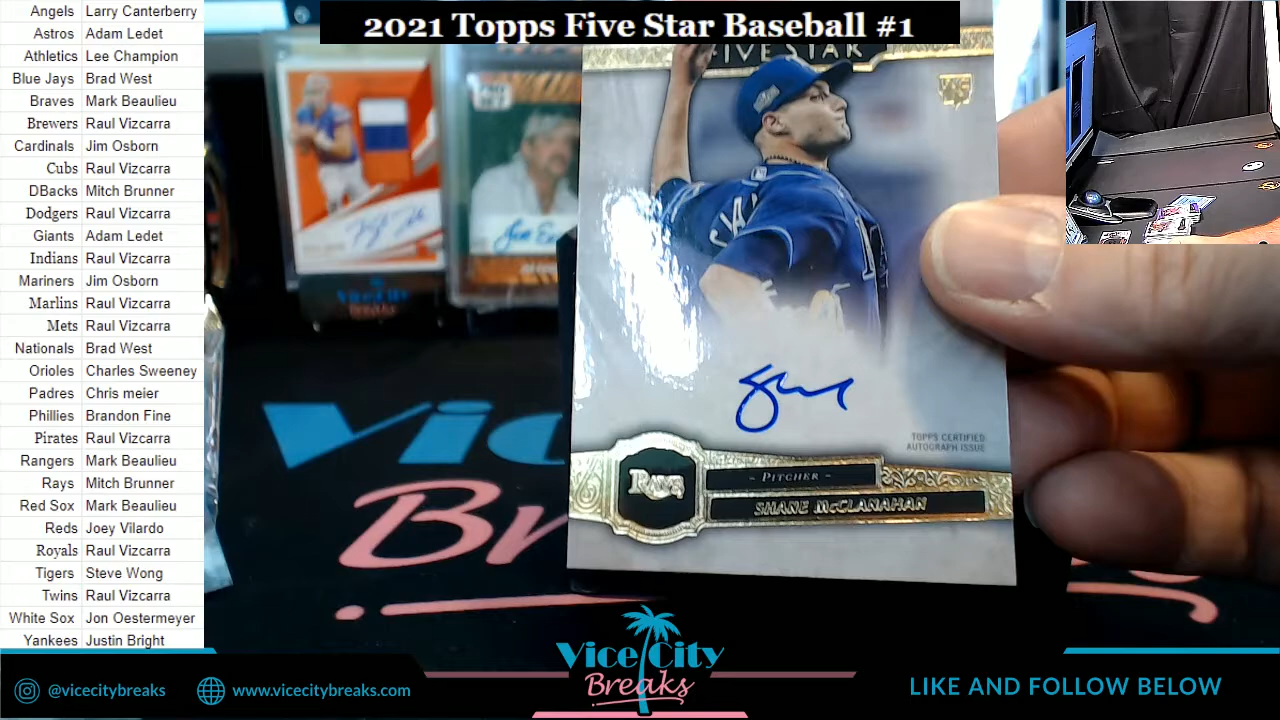 2021 Topps Five Star Baseball #1
Angels Larry Canterberry
Astros Adam Ledet
Athletics Lee Champion
Blue Jays Brad West
Braves Mark Beaulieu
Brewers Raul Vizcarra
Cardinals Jim Osborn
Cubs Raul Vizcarra
DBacks Mitch Brunner
Dodgers Raul Vizcarra
Giants Adam Ledet
Indians Raul Vizcarra
Mariners Jim Osborn
Marlins Raul Vizcarra
Mets Raul Vizcarra
Nationals Brad West
Orioles Charles Sweeney
Padres Chris meier
Phillies Brandon Fine
Pirates Raul Vizcarra
Rangers Mark Beaulieu
Rays Mitch Brunner
Red Sox Mark Beaulieu
Reds Joey Vilardo
Royals Raul Vizcarra
Tigers Steve Wong
Twins Raul Vizcarra
White Sox Jon Oestermeyer
Yankees Justin Bright
FIVE STAR
TOPPS CERTIFIED
AUTOGRAPH ISSUE
RAYS
- PITCHER -
SHANE McCLANAHAN
Vice City
Breaks
@vicecitybreaks
www.vicecitybreaks.com
Vice City
Breaks
LIKE AND FOLLOW BELOW